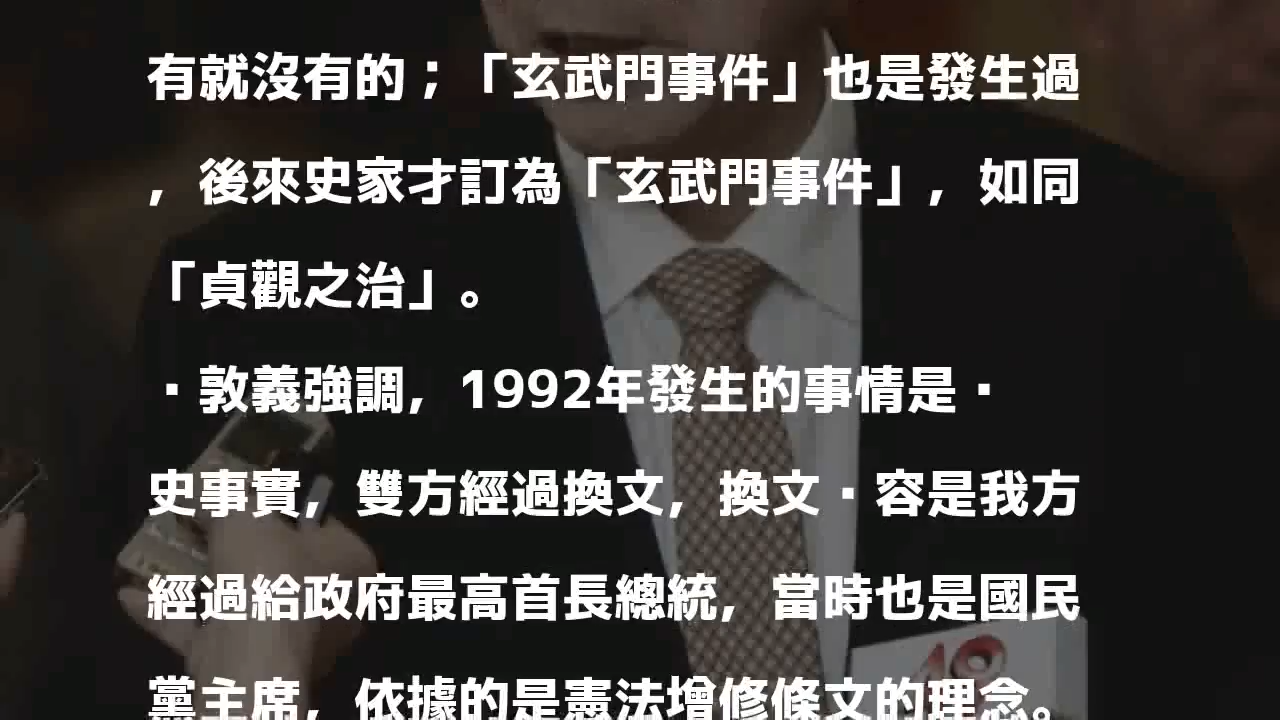 有就沒有的；「玄武門事件」也是發生過
，後來史家才訂為「玄武門事件」，如同
「貞觀之治」。
▪敦義強調，1992年發生的事情是▪
史事實，雙方經過換文，換文▪容是我方
經過給政府最高首長總統，當時也是國民
黨主席，依據的是憲法增修條文的理念。